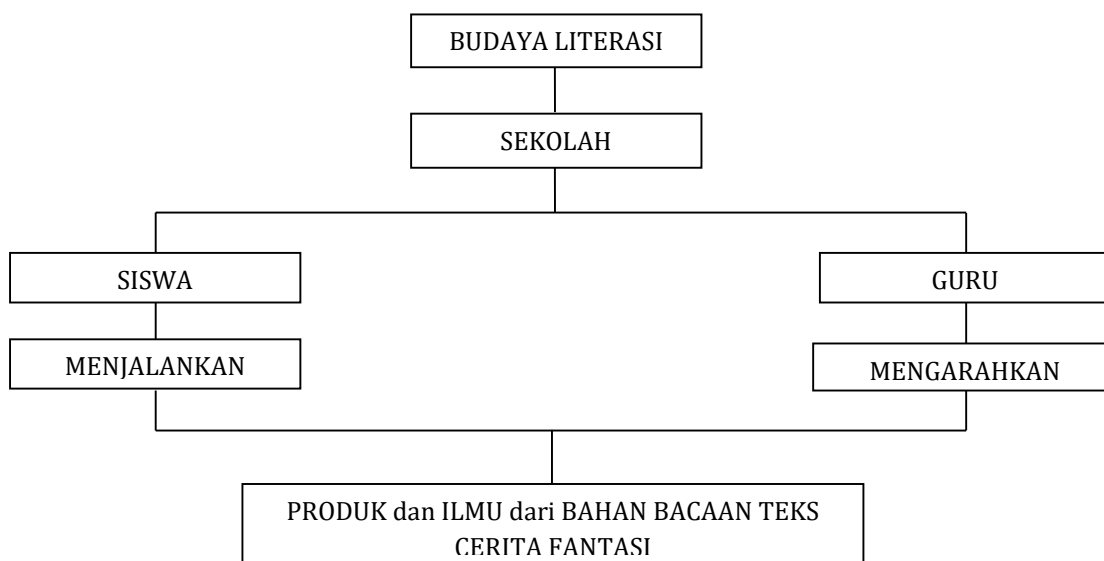 BUDAYA LITERASI
SEKOLAH
SISWA
GURU
MENJALANKAN
MENGARAHKAN
PRODUK dan ILMU dari BAHAN BACAAN TEKS
CERITA FANTASI